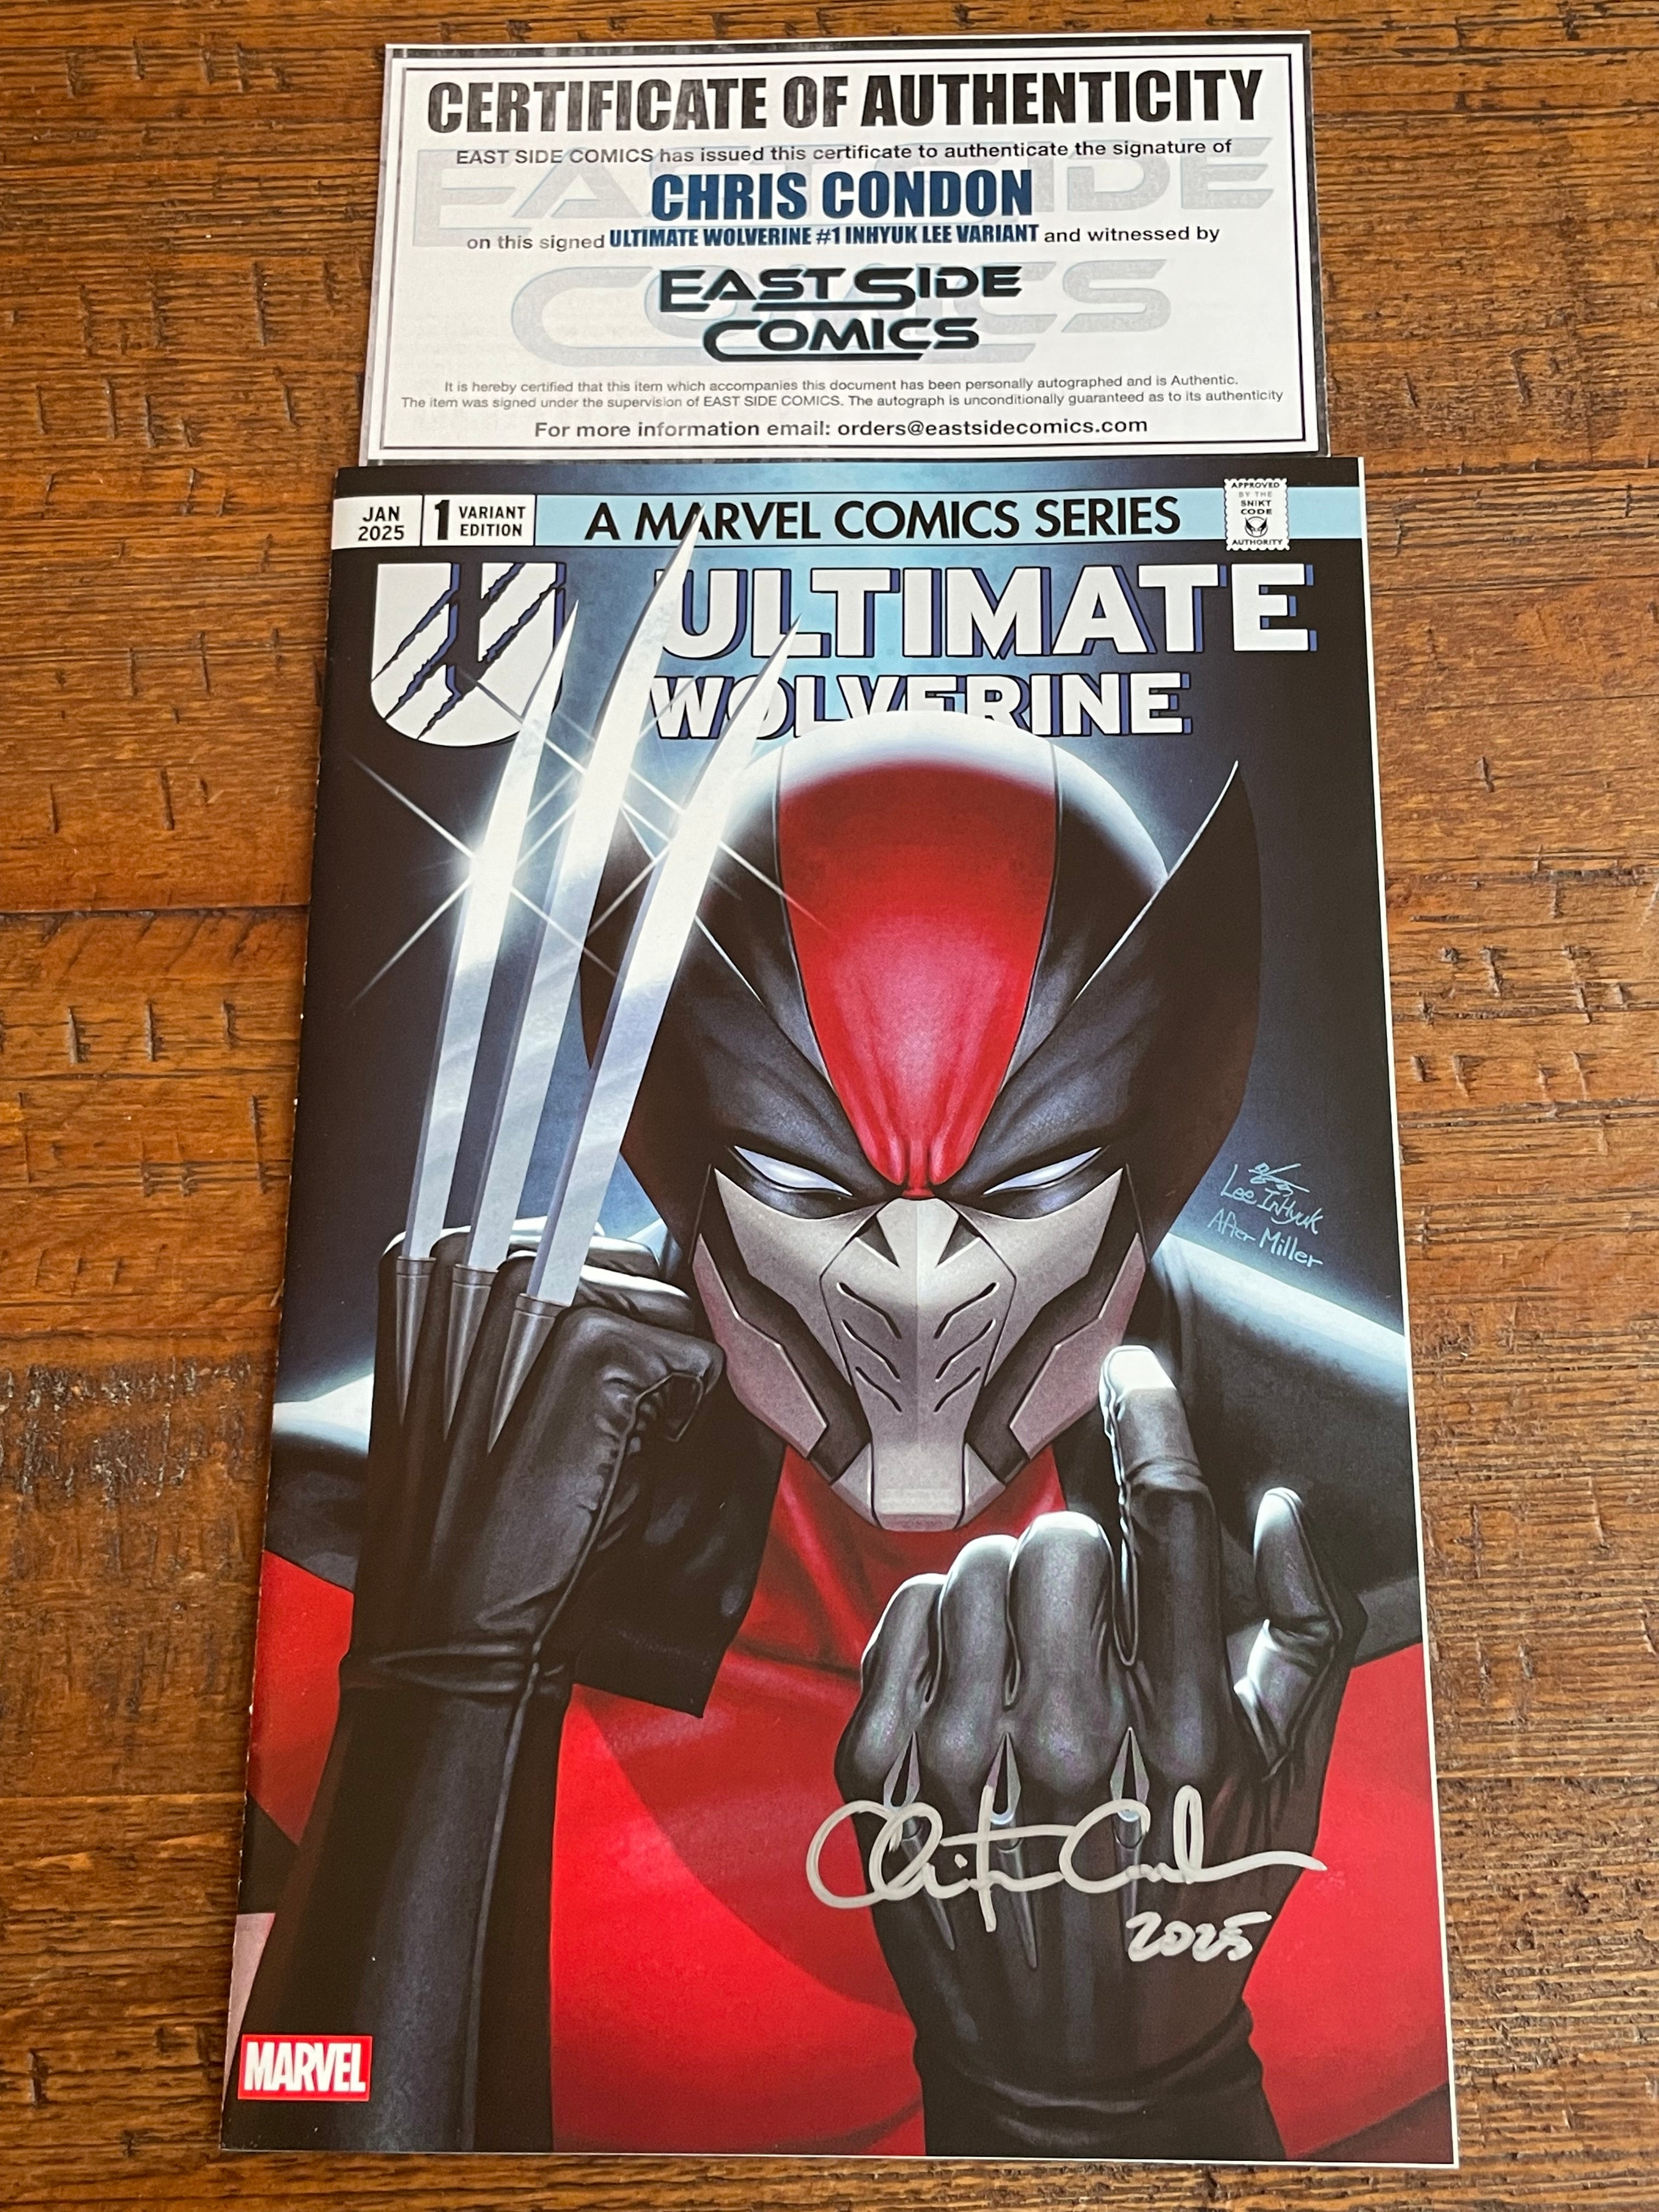 CERTIFICATE OF AUTHENTICITY
EAST SIDE COMICS has issued this certificate to authenticate the signature of
CHRIS CONDON
on this signed ULTIMATE WOLVERINE #1 INHYUK LEE VARIANT and witnessed by
EAST SIDE
COMICS
It is hereby certified that this item which accompanies this document has been personally autographed and is Authentic.
The item was signed under the supervision of EAST SIDE COMICS. The autograph is unconditionally guaranteed as to its authenticity
For more information email: orders@eastsidecomics.com
JAN
2025
1 VARIANT
EDITION
A MARVEL COMICS SERIES
APPROVED
BY THE
SNIKT
CODE
AUTHORITY
U
ULTIMATE
WOLVERINE
Lee InHyuk
After Miller
2025
MARVEL